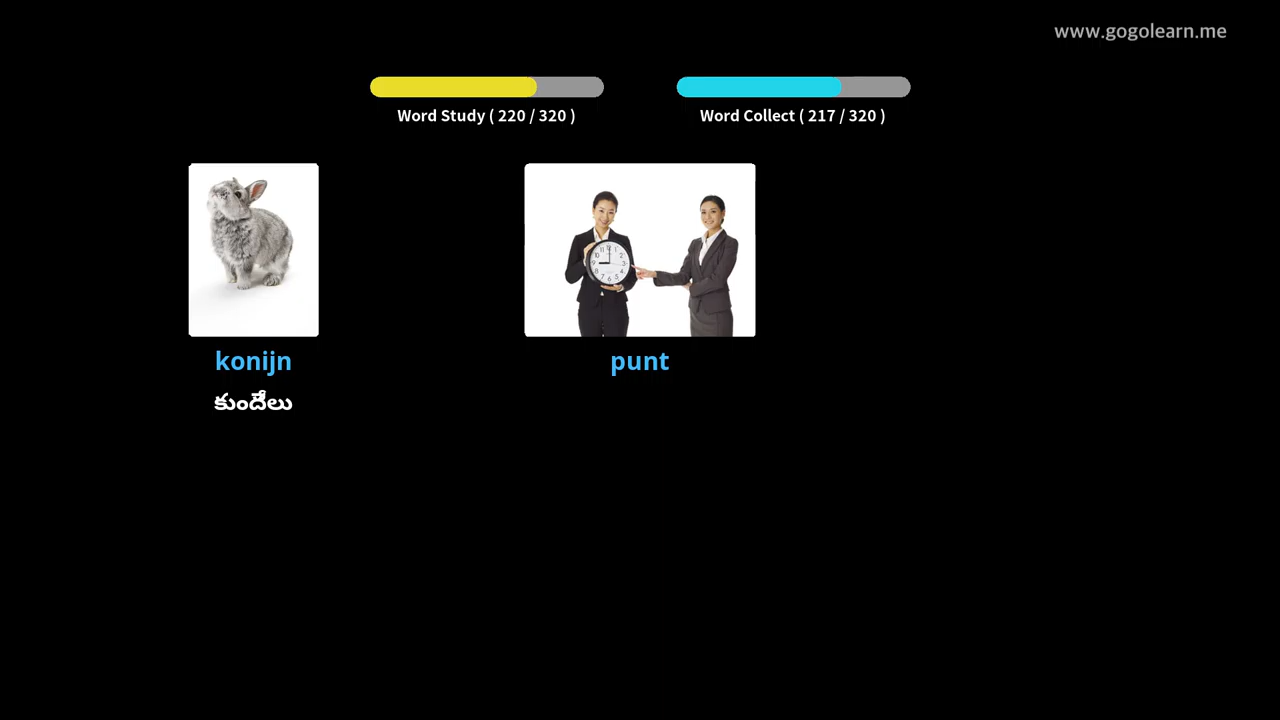 www.gogolearn.me
Word Study ( 220 / 320 )
Word Collect ( 217 / 320 )
konijn
కుందేలు
punt